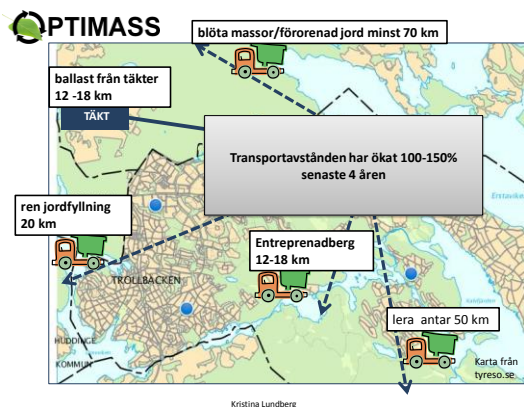 OPTIMASS
blöta massor/förorenad jord minst 70 km
ballast från täkter
12 -18 km
TÄKT
Transportavstånden har ökat 100-150%
senaste 4 åren
Erstaviken
ren jordfyllning
20 km
Entreprenadberg
12-18 km
TROLLBÄCKEN
lera antar 50 km
HUDDINGE
KOMMUN
Karta från
tyreso.se
Kristina Lundberg